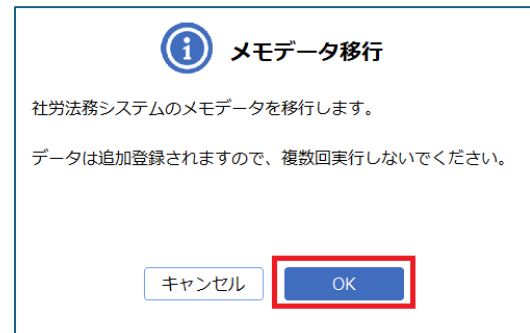 メモデータ移行
社労法務システムのメモデータを移行します。
データは追加登録されますので、複数回実行しないでください。
キャンセル
OK